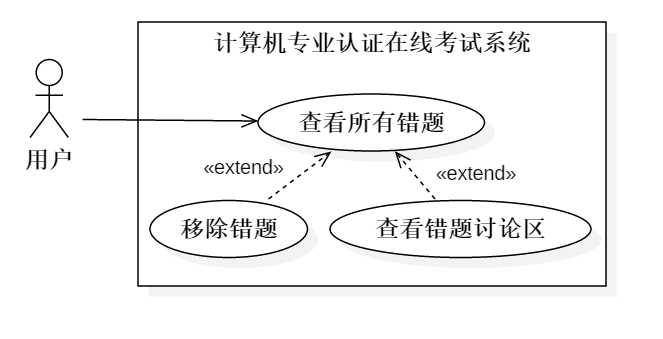 计算机专业认证在线考试系统
查看所有错题
用户
«extend»
«extend»
移除错题
查看错题讨论区